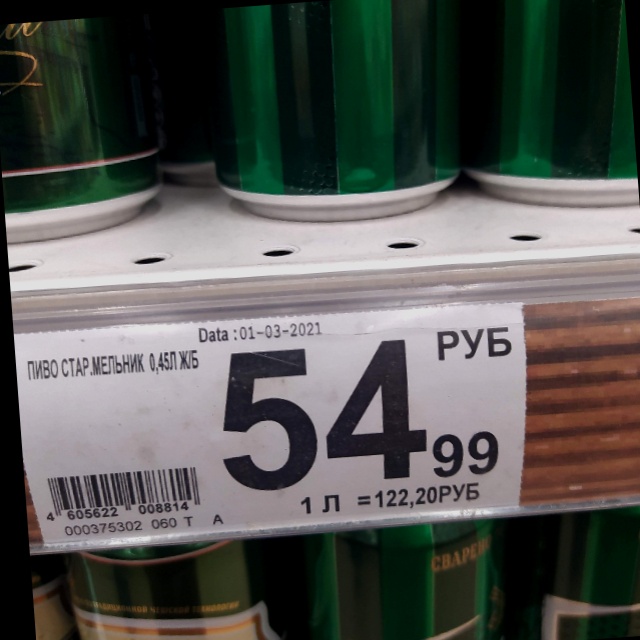 Data : 01-03-2021
ПИВО СТАР.МЕЛЬНИК 0,45Л Ж/Б
54 99 РУБ
1 Л =122,20РУБ
4 605622 008814
000375302 060 Т А
СВАРЕН